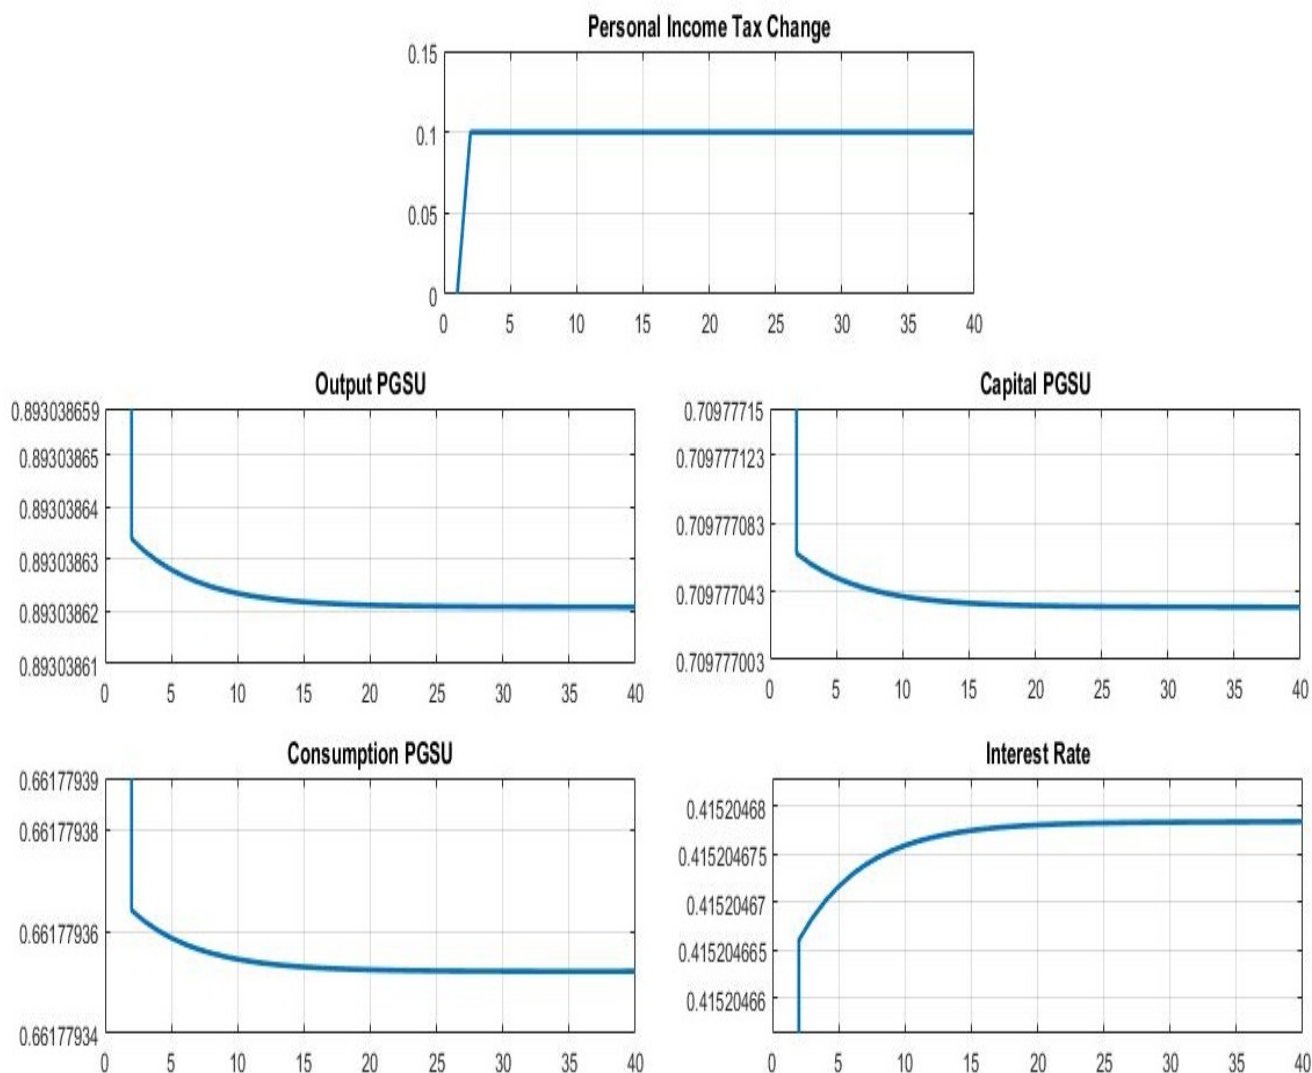 Personal Income Tax Change
0.15
0.1
0.05
0
0 5 10 15 20 25 30 35 40
Output PGSU
0.893038659
0.89303865
0.89303864
0.89303863
0.89303862
0.89303861
0 5 10 15 20 25 30 35 40
Capital PGSU
0.70977715
0.709777123
0.709777083
0.709777043
0.709777003
0 5 10 15 20 25 30 35 40
Consumption PGSU
0.66177939
0.66177938
0.66177936
0.66177934
0 5 10 15 20 25 30 35 40
Interest Rate
0.41520468
0.415204675
0.41520467
0.415204665
0.41520466
0 5 10 15 20 25 30 35 40